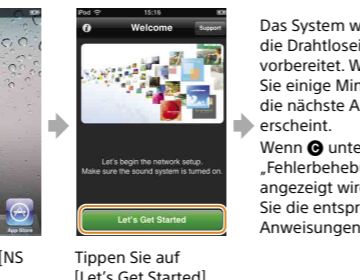 App Store
[NS
iPod 15:16
Welcome
Support
Let's begin the network setup.
Make sure the sound system is turned on.
Let's Get Started
Tippen Sie auf
[Let's Get Started]
Das System w
die Drahtlosei
vorbereitet. W
Sie einige Min
die nächste A
erscheint.
Wenn C unte
„Fehlerbehebu
angezeigt wird
Sie die entspr
Anweisungen